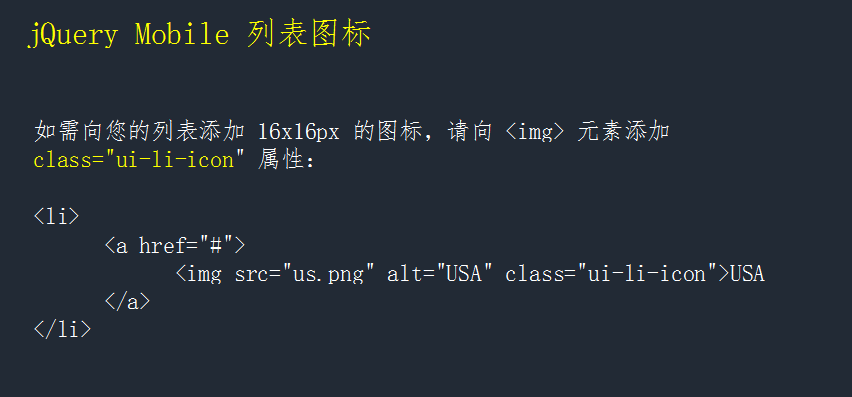 jQuery Mobile 列表图标
如需向您的列表添加 16x16px 的图标，请向 <img> 元素添加
class="ui-li-icon" 属性：
<li>
<a href="#">
<img src="us.png" alt="USA" class="ui-li-icon">USA
</a>
</li>